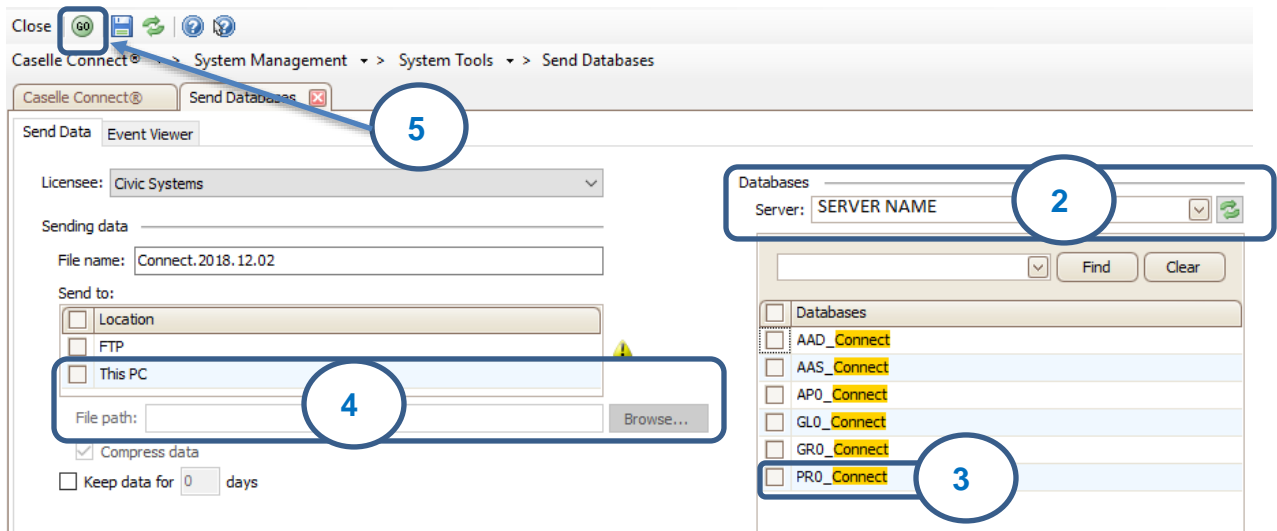 Close GO
Caselle Connect® > System Management > System Tools > Send Databases
Caselle Connect® Send Databases
5
Send Data Event Viewer
Licensee: Civic Systems
Sending data
File name: Connect.2018.12.02
Send to:
Location
FTP
This PC
4
File path: Browse...
Compress data
Keep data for 0 days
Databases
Server: SERVER NAME
2
Find Clear
Databases
AAD_Connect
AAS_Connect
AP0_Connect
GL0_Connect
GR0_Connect
PR0_Connect
3